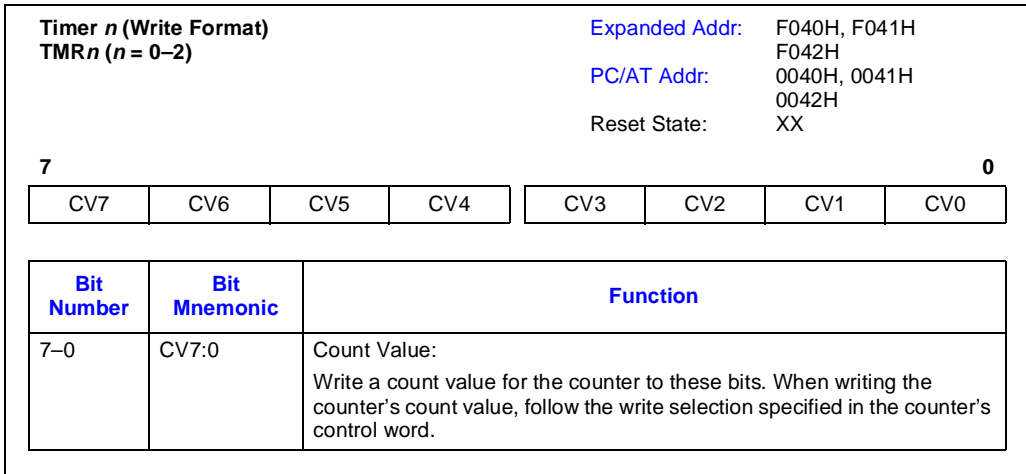 Timer n (Write Format) Expanded Addr: F040H, F041H
TMRn (n = 0–2) F042H
PC/AT Addr: 0040H, 0041H
0042H
Reset State: XX
7 0
CV7 CV6 CV5 CV4 CV3 CV2 CV1 CV0
Bit Number Bit Mnemonic Function
7–0 CV7:0 Count Value:
Write a count value for the counter to these bits. When writing the
counter's count value, follow the write selection specified in the counter's
control word.